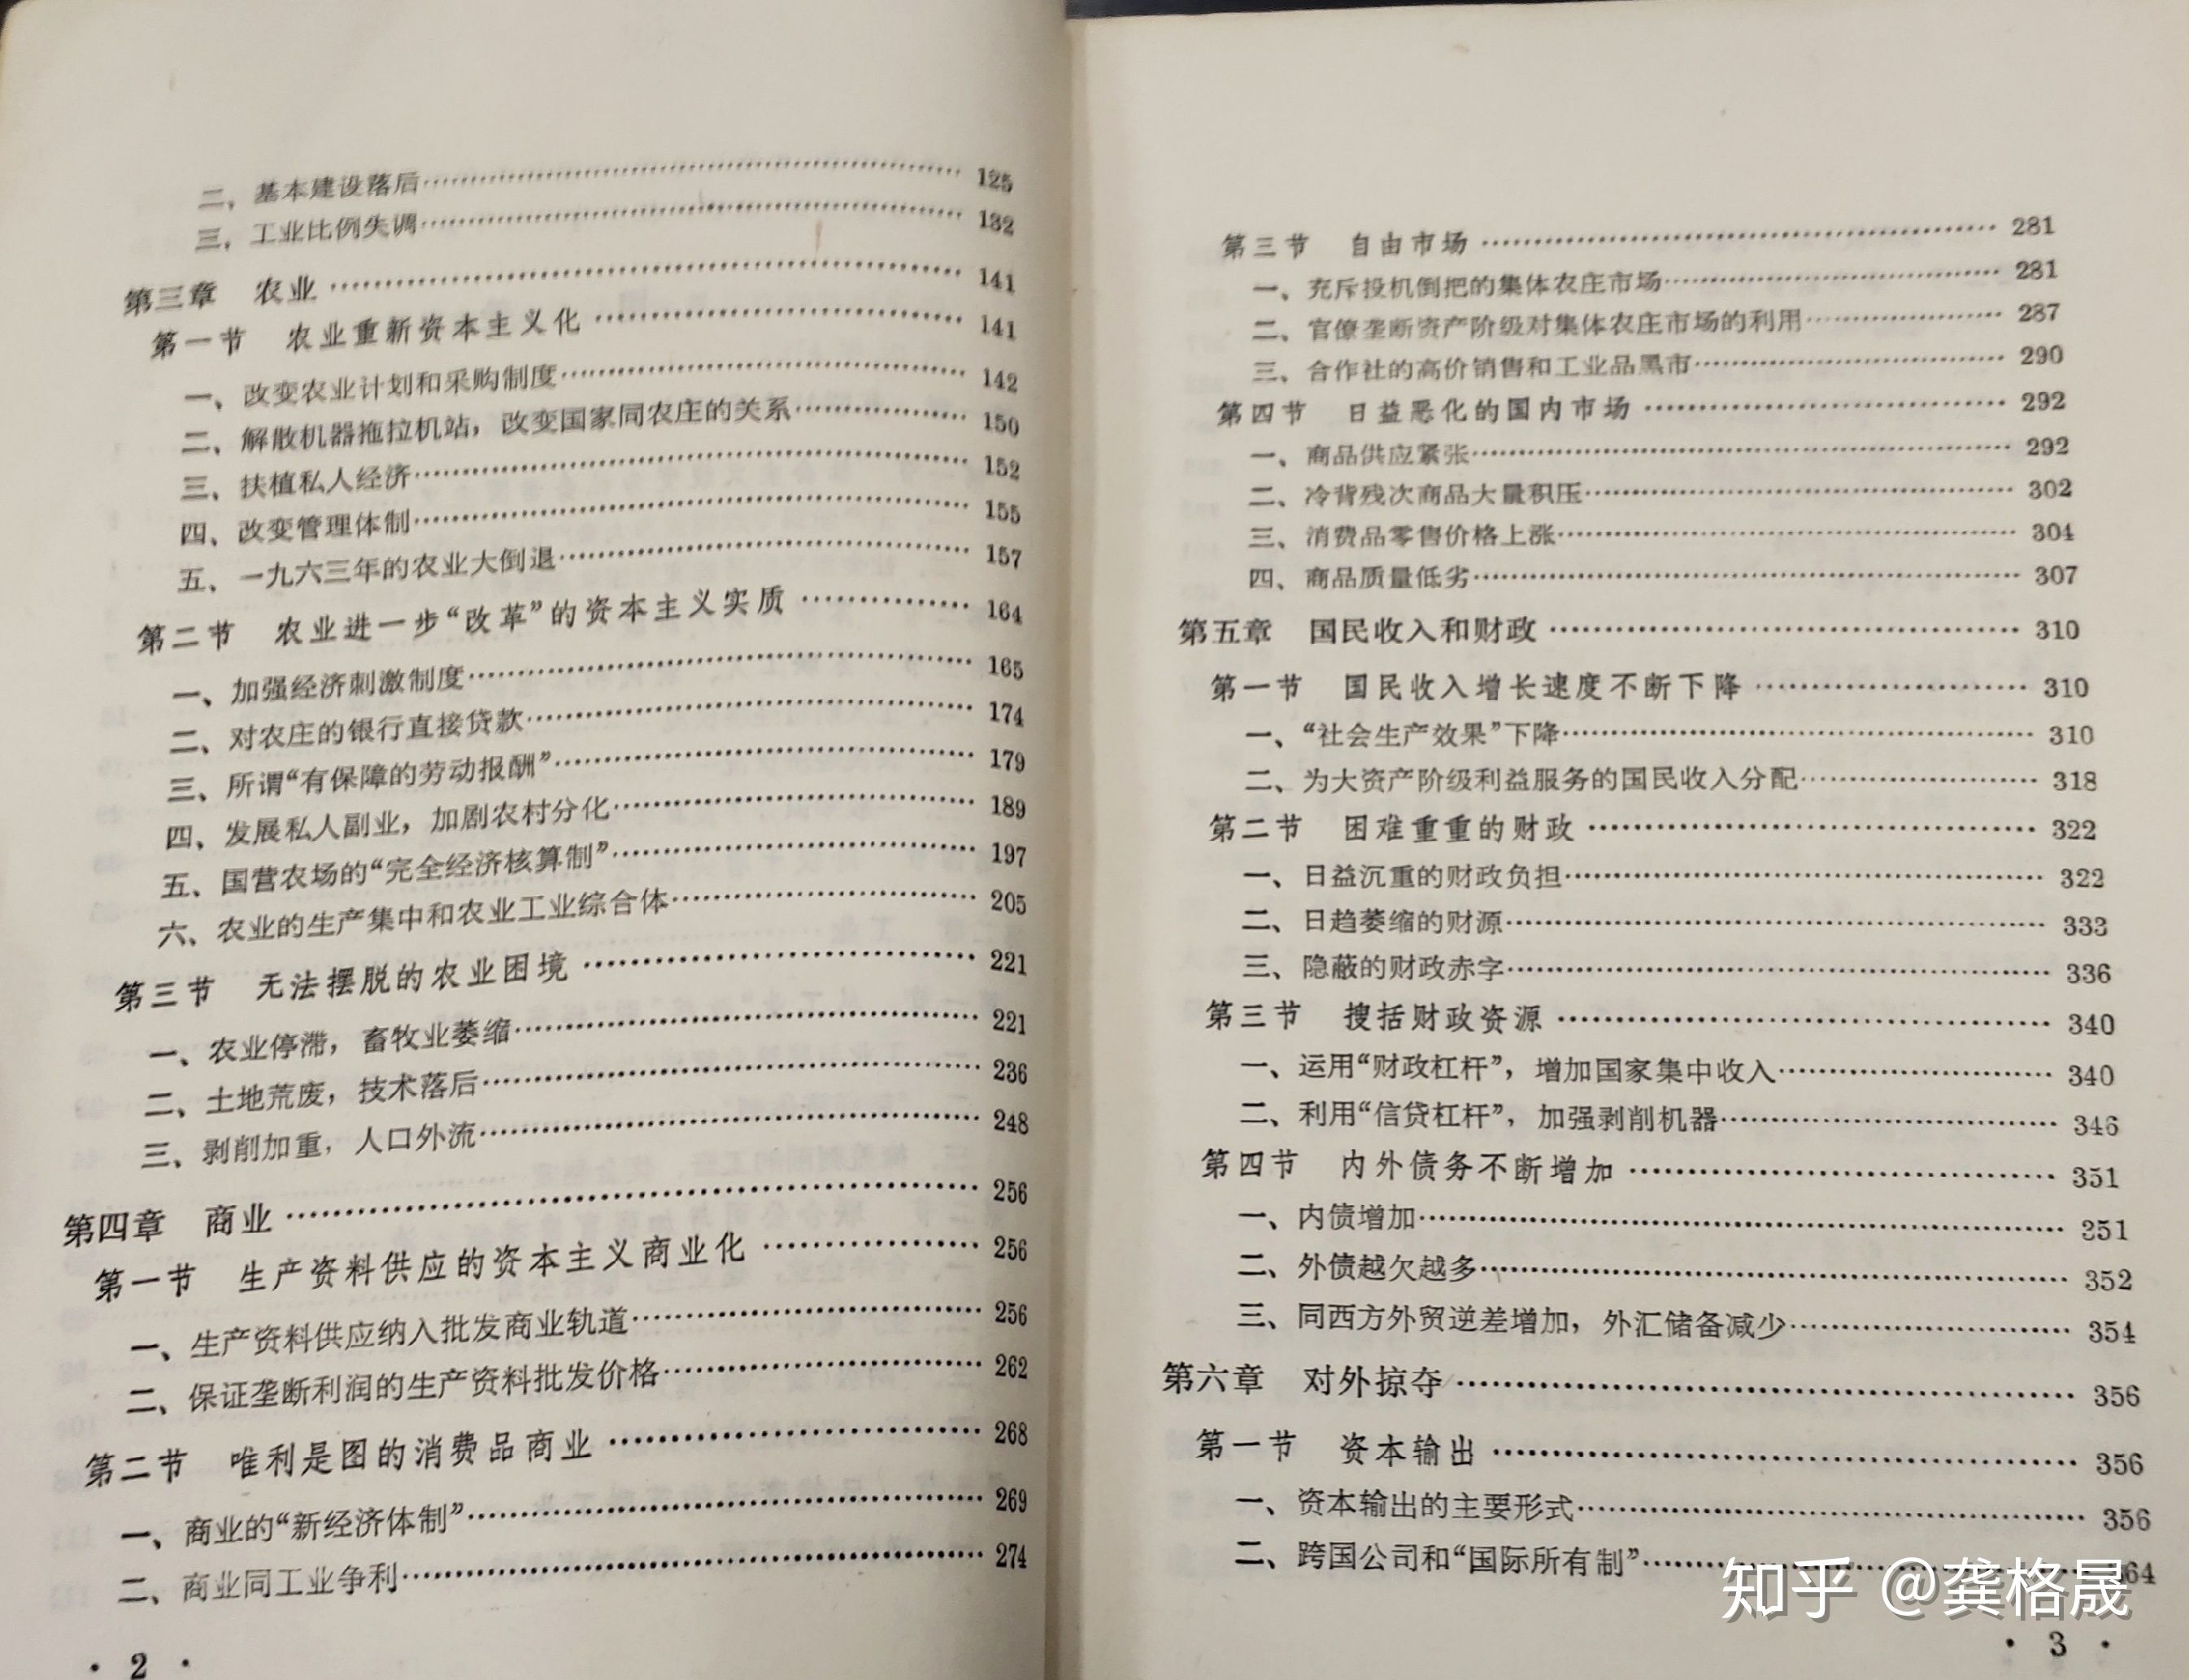 二、基本建设落后……125
三、工业比例失调……132
第三章 农业……141
第一节 农业重新资本主义化……141
一、改变农业计划和采购制度……142
二、解散机器拖拉机站，改变国家同农庄的关系……150
三、扶植私人经济……152
四、改变管理体制……155
五、一九六三年的农业大倒退……157
第二节 农业进一步“改革”的资本主义实质……164
一、加强经济刺激制度……165
二、对农庄的银行直接贷款……174
三、所谓“有保障的劳动报酬”……179
四、发展私人副业，加剧农村分化……189
五、国营农场的“完全经济核算制”……197
六、农业的生产集中和农业工业综合体……205
第三节 无法摆脱的农业困境……221
一、农业停滞，畜牧业萎缩……221
二、土地荒废，技术落后……236
三、剥削加重，人口外流……248
第四章 商业……256
第一节 生产资料供应的资本主义商业化……256
一、生产资料供应纳入批发商业轨道……256
二、保证垄断利润的生产资料批发价格……262
第二节 唯利是图的消费品商业……268
一、商业的“新经济体制”……269
二、商业同工业争利……274
· 2 ·
第三节 自由市场……281
一、充斥投机倒把的集体农庄市场……281
二、官僚垄断资产阶级对集体农庄市场的利用……287
三、合作社的高价销售和工业品黑市……290
第四节 日益恶化的国内市场……292
一、商品供应紧张……292
二、冷背残次商品大量积压……302
三、消费品零售价格上涨……304
四、商品质量低劣……307
第五章 国民收入和财政……310
第一节 国民收入增长速度不断下降……310
一、“社会生产效果”下降……310
二、为大资产阶级利益服务的国民收入分配……318
第二节 困难重重的财政……322
一、日益沉重的财政负担……322
二、日趋萎缩的财源……333
三、隐蔽的财政赤字……336
第三节 搜括财政资源……340
一、运用“财政杠杆”，增加国家集中收入……340
二、利用“信贷杠杆”，加强剥削机器……346
第四节 内外债务不断增加……351
一、内债增加……351
二、外债越欠越多……352
三、同西方外贸逆差增加，外汇储备减少……354
第六章 对外掠夺……356
第一节 资本输出……356
一、资本输出的主要形式……356
二、跨国公司和“国际所有制”……364
知乎 @龚格晟
· 3 ·